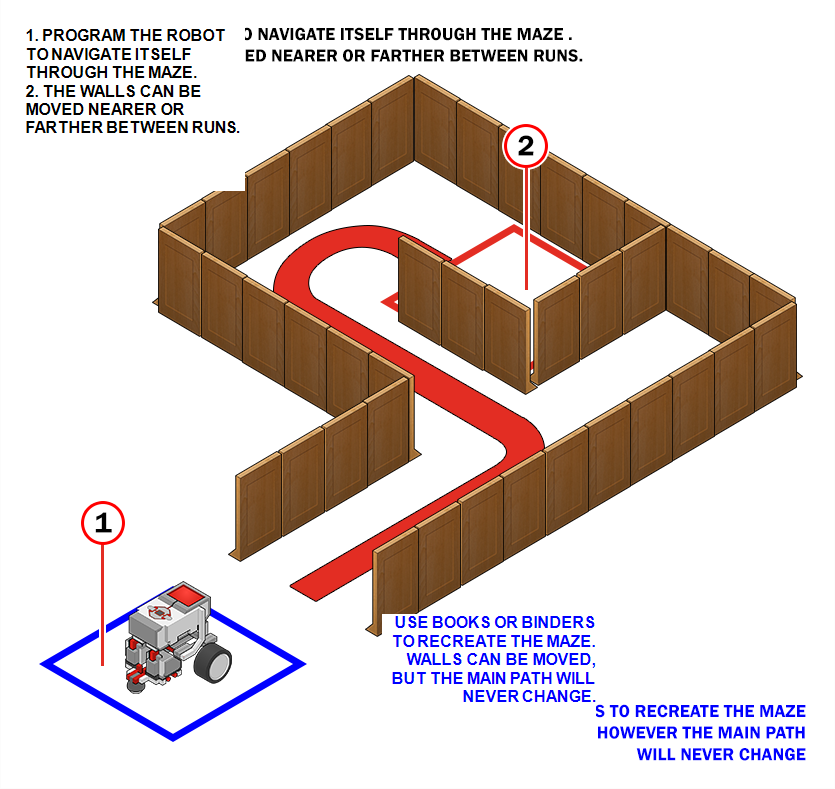 1. PROGRAM THE ROBOT
TO NAVIGATE ITSELF
THROUGH THE MAZE.
2. THE WALLS CAN BE
MOVED NEARER OR
FARTHER BETWEEN RUNS.
O NAVIGATE ITSELF THROUGH THE MAZE .
ED NEARER OR FARTHER BETWEEN RUNS.
2
1
USE BOOKS OR BINDERS
TO RECREATE THE MAZE.
WALLS CAN BE MOVED,
BUT THE MAIN PATH WILL
NEVER CHANGE.
S TO RECREATE THE MAZE
HOWEVER THE MAIN PATH
WILL NEVER CHANGE